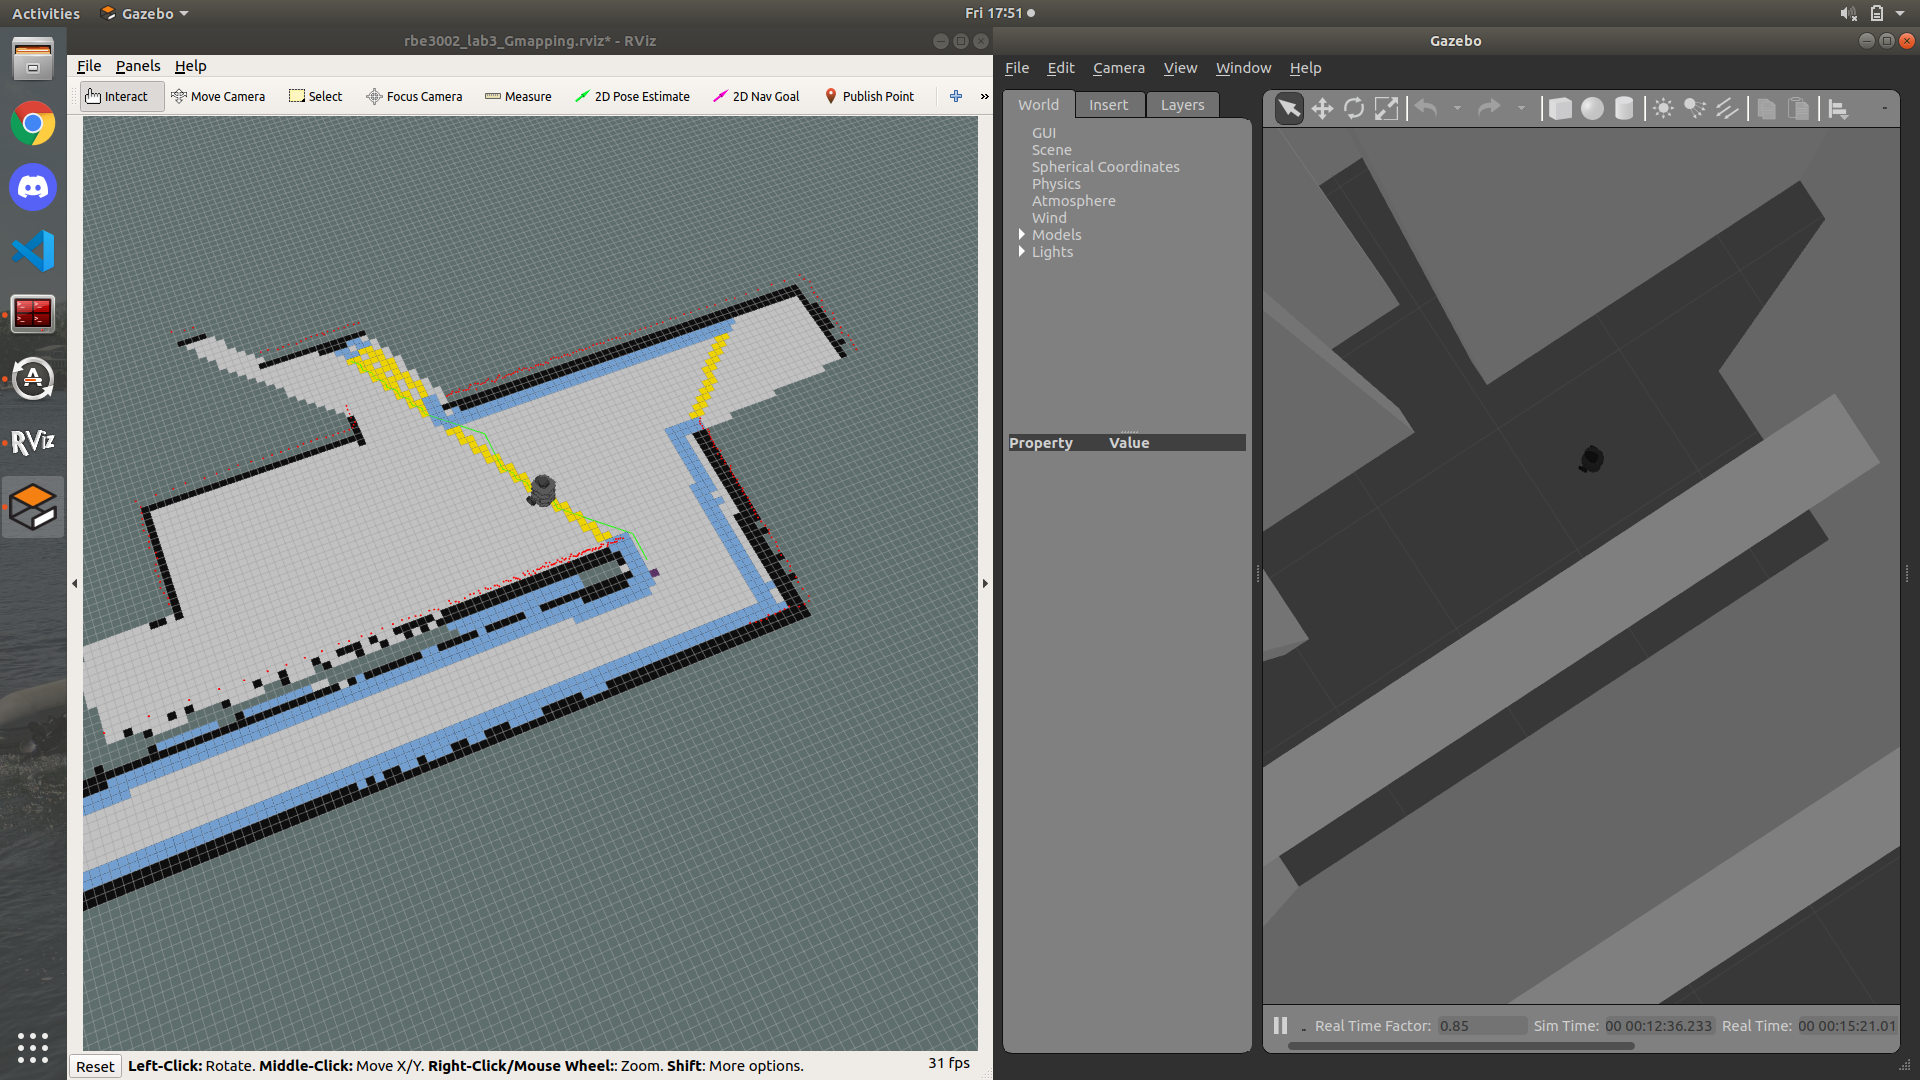 Activities Gazebo Fri 17:51
rbe3002_lab3_Gmapping.rviz* - RViz
File Panels Help
Interact Move Camera Select Focus Camera Measure 2D Pose Estimate 2D Nav Goal Publish Point »
Reset Left-Click: Rotate. Middle-Click: Move X/Y. Right-Click/Mouse Wheel:: Zoom. Shift: More options. 31 fps
RViz
Gazebo
File Edit Camera View Window Help
World Insert Layers
GUI
Scene
Spherical Coordinates
Physics
Atmosphere
Wind
Models
Lights
Property Value
Real Time Factor: 0.85 Sim Time: 00 00:12:36.233 Real Time: 00 00:15:21.01